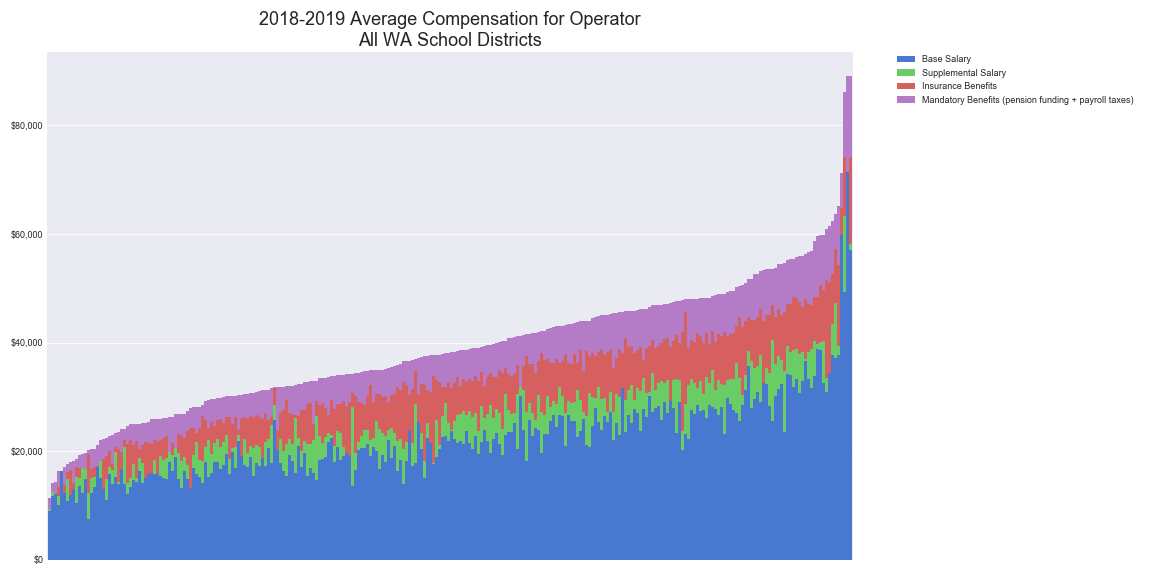 2018-2019 Average Compensation for Operator
All WA School Districts
Base Salary
Supplemental Salary
Insurance Benefits
Mandatory Benefits (pension funding + payroll taxes)
$80,000
$60,000
$40,000
$20,000
$0